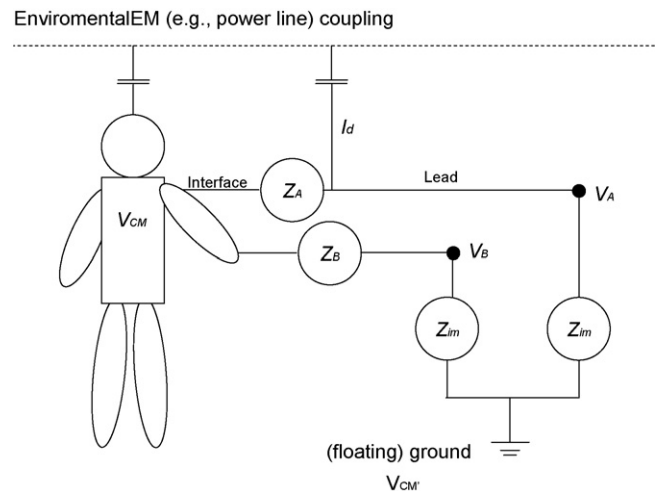 EnviromentalEM (e.g., power line) coupling
Id
Interface
ZA
Lead
VA
VCM
ZB
VB
Zim
Zim
(floating) ground
VCM'